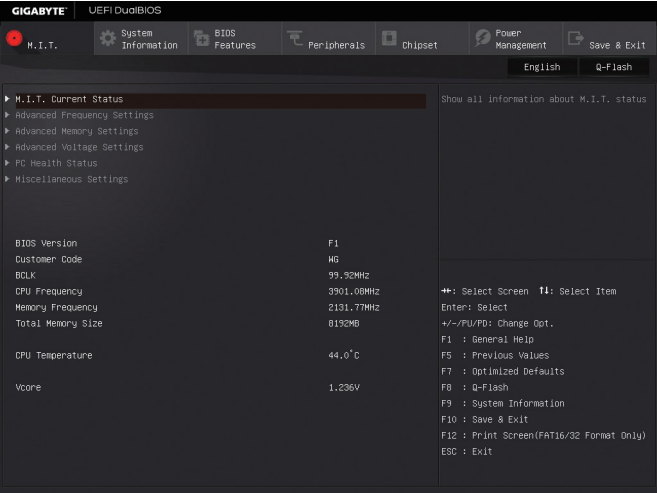 GIGABYTE™ UEFI DualBIOS
M.I.T.
System Information
BIOS Features
Peripherals
Chipset
Power Management
Save & Exit
English
Q-Flash
M.I.T. Current Status
Advanced Frequency Settings
Advanced Memory Settings
Advanced Voltage Settings
PC Health Status
Miscellaneous Settings
Show all information about M.I.T. status
BIOS Version F1
Customer Code WG
BCLK 99.92MHz
CPU Frequency 3901.08MHz
Memory Frequency 2131.77MHz
Total Memory Size 8192MB
CPU Temperature 44.0°C
Vcore 1.236V
→←: Select Screen ↑↓: Select Item
Enter: Select
+/-/PU/PD: Change Opt.
F1 : General Help
F5 : Previous Values
F7 : Optimized Defaults
F8 : Q-Flash
F9 : System Information
F10 : Save & Exit
F12 : Print Screen(FAT16/32 Format Only)
ESC : Exit